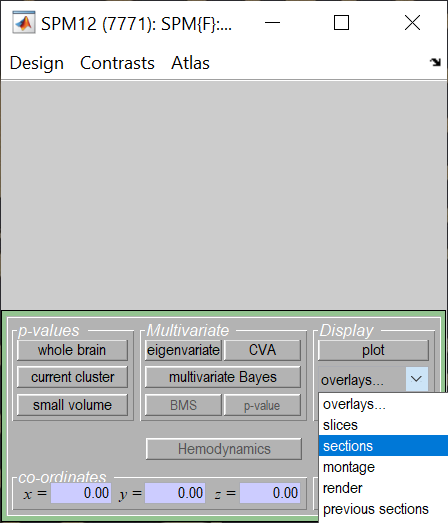 SPM12 (7771): SPM{F}:...
Design Contrasts Atlas
p-values Multivariate Display
whole brain eigenvariate CVA plot
current cluster multivariate Bayes overlays...
small volume BMS p-value overlays...
slices
Hemodynamics sections
montage
co-ordinates render
x = 0.00 y = 0.00 z = 0.00 previous sections